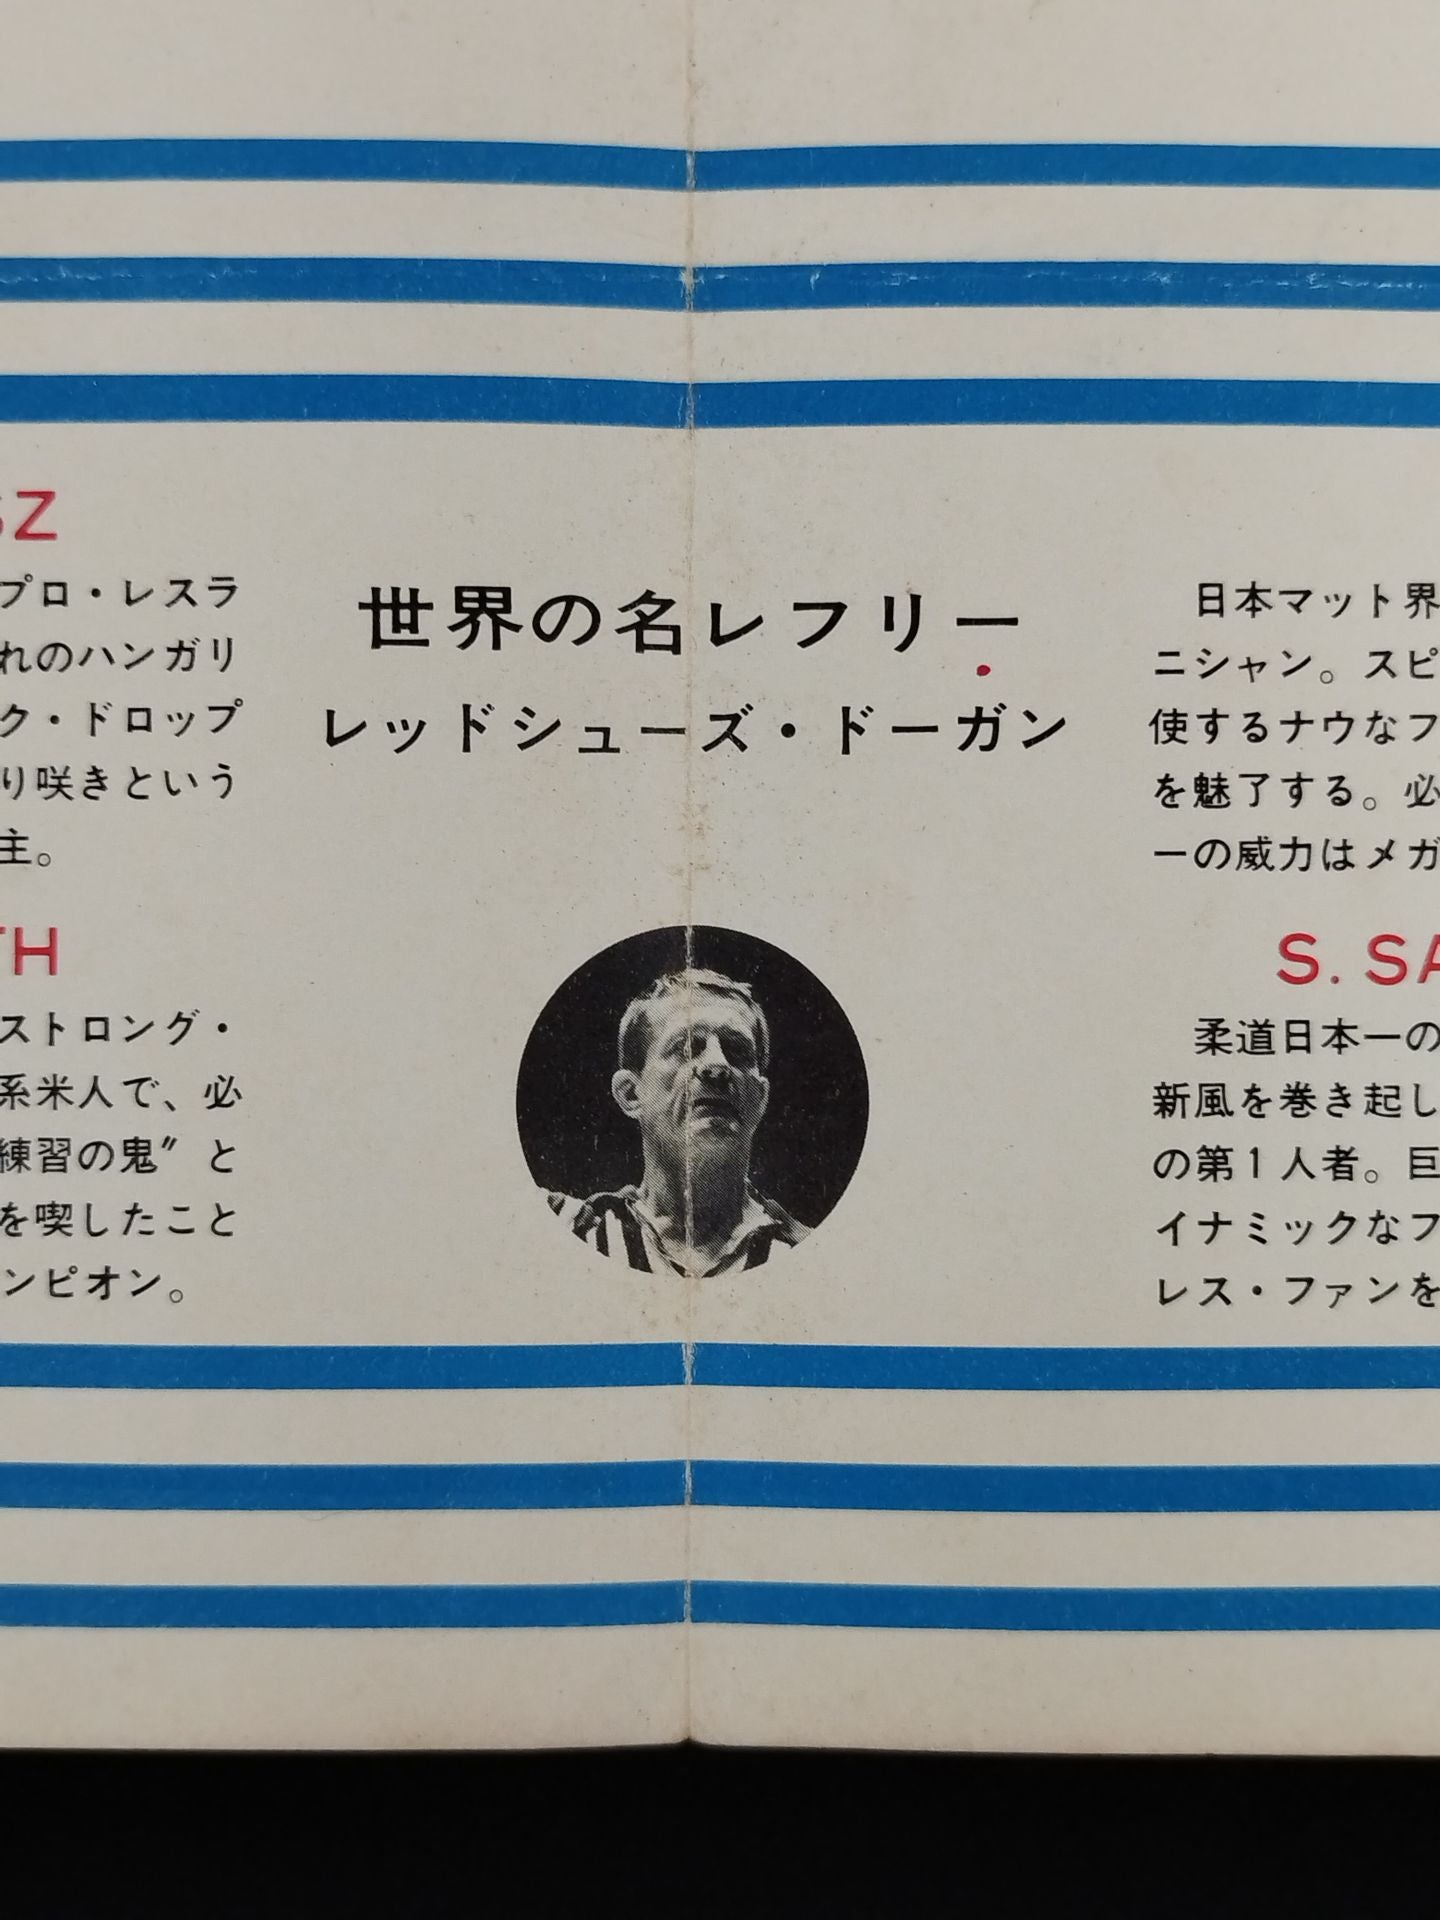 SZ
プロ・レスラ
れのハンガリ
ク・ドロップ
り咲きという
主。
TH
ストロング・
系米人で、必
練習の鬼〞と
を喫したこと
ンピオン。
世界の名レフリー
レッドシューズ・ドーガン
日本マット界
ニシャン。スピ
使するナウなフ
を魅了する。必
ーの威力はメガ
S. SA
柔道日本一の
新風を巻き起し
の第1人者。巨
イナミックなフ
レス・ファンを